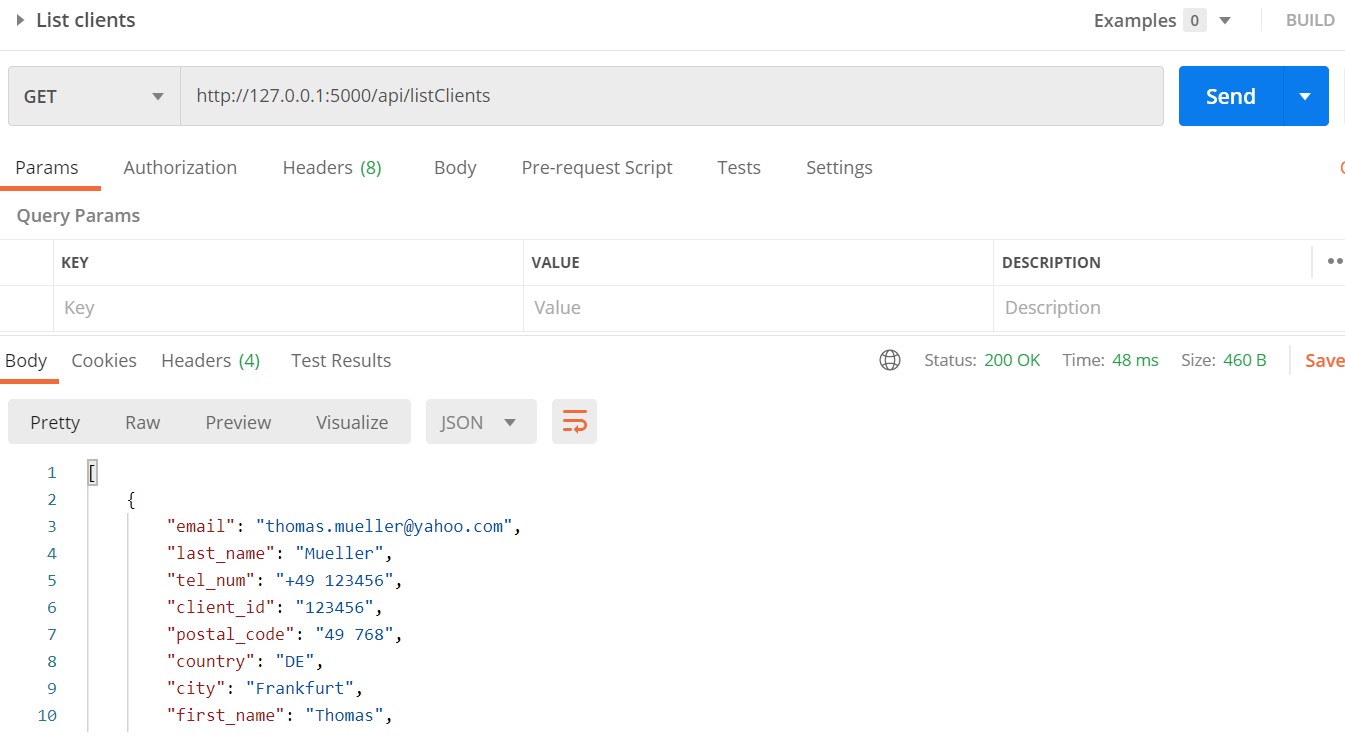 List clients Examples 0 BUILD
GET http://127.0.0.1:5000/api/listClients Send
Params Authorization Headers (8) Body Pre-request Script Tests Settings
Query Params
KEY VALUE DESCRIPTION
Key Value Description
Body Cookies Headers (4) Test Results Status: 200 OK Time: 48 ms Size: 460 B Save
Pretty Raw Preview Visualize JSON
1 [
2 {
3 "email": "thomas.mueller@yahoo.com",
4 "last_name": "Mueller",
5 "tel_num": "+49 123456",
6 "client_id": "123456",
7 "postal_code": "49 768",
8 "country": "DE",
9 "city": "Frankfurt",
10 "first_name": "Thomas",